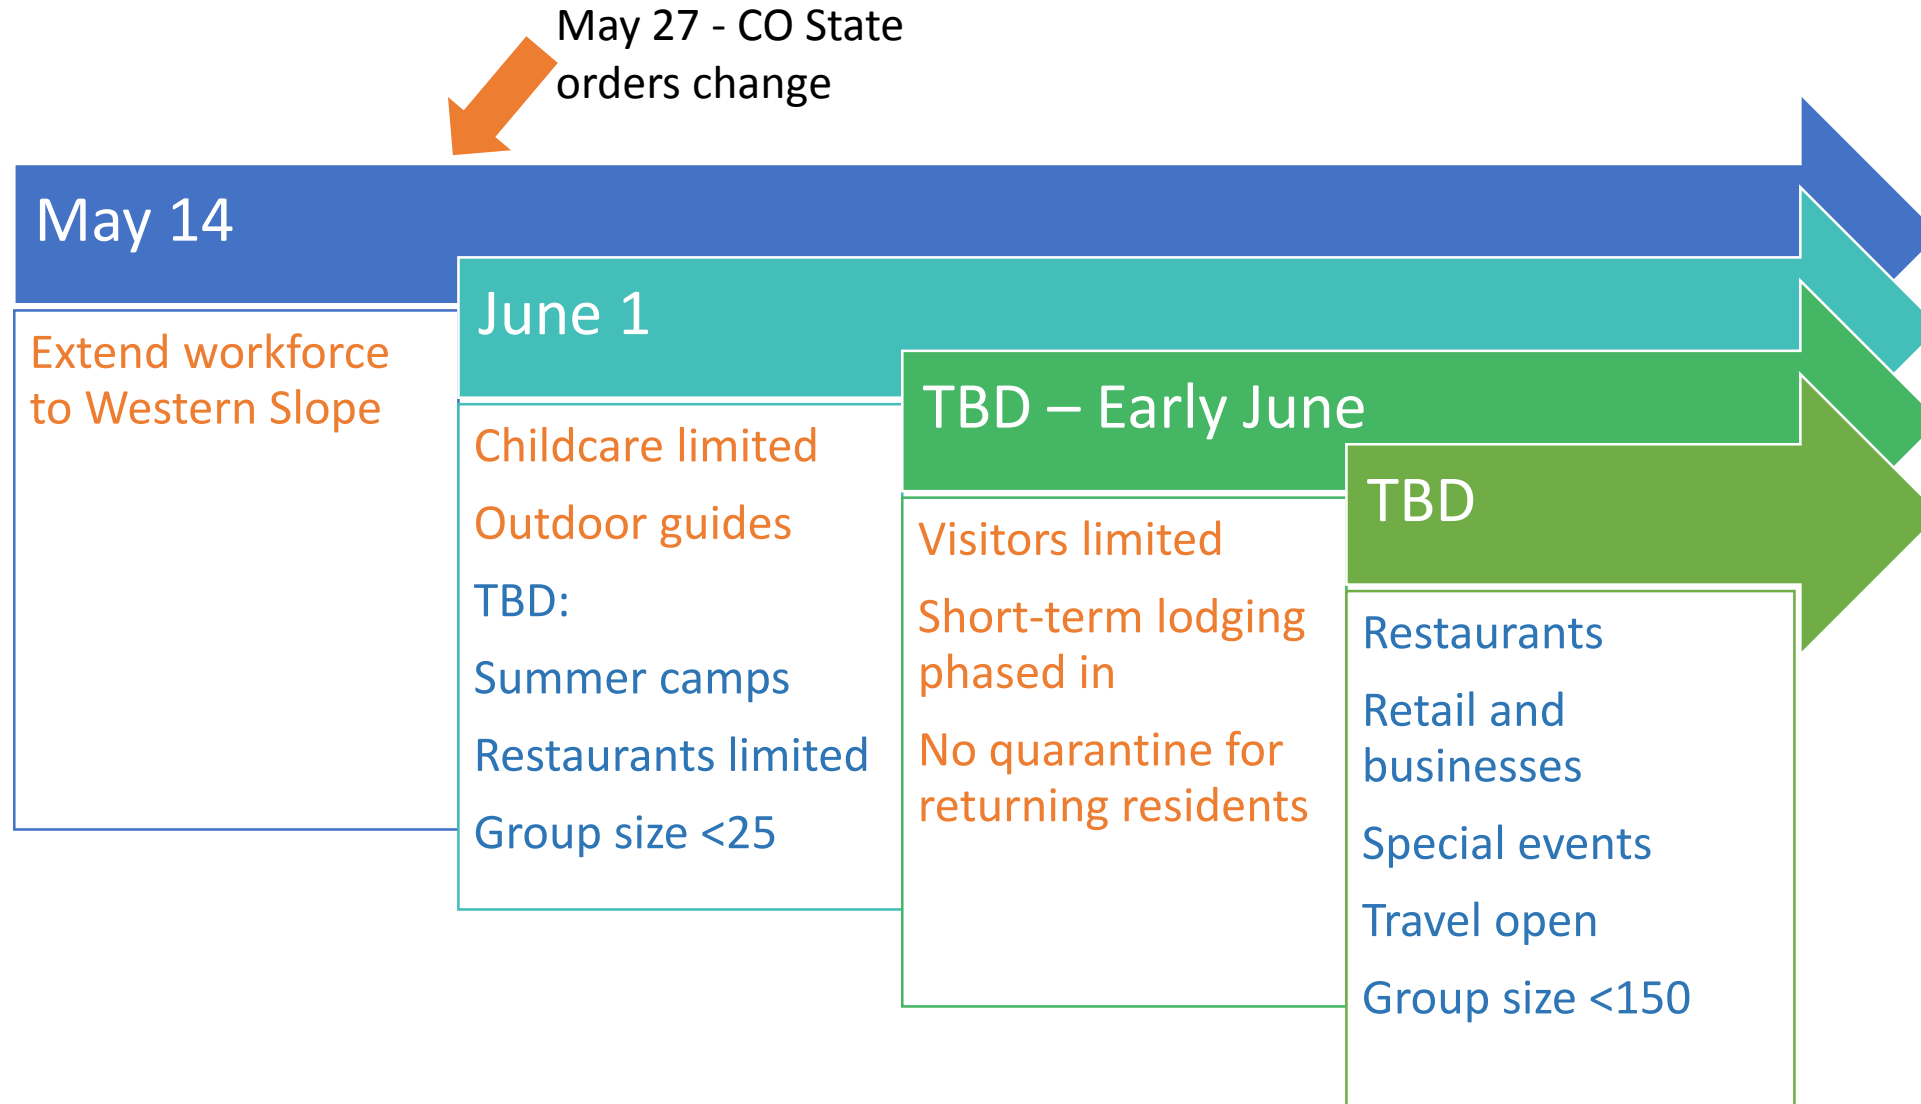 May 27 - CO State
orders change
May 14
Extend workforce
to Western Slope
June 1
Childcare limited
Outdoor guides
TBD:
Summer camps
Restaurants limited
Group size <25
TBD – Early June
Visitors limited
Short-term lodging
phased in
No quarantine for
returning residents
TBD
Restaurants
Retail and
businesses
Special events
Travel open
Group size <150